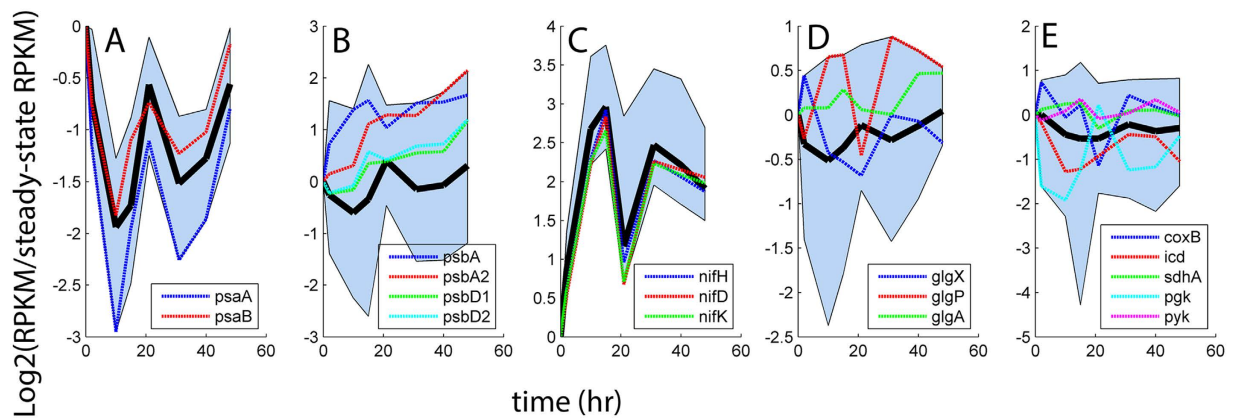 Log2(RPKM/steady-state RPKM)
A
0
-0.5
-1
-1.5
-2
-2.5
-3
0 20 40 60
psaA
psaB
B
3
2
1
0
-1
-2
-3
0 20 40 60
psbA
psbA2
psbD1
psbD2
C
4
3.5
3
2.5
2
1.5
1
0.5
0
0 20 40 60
nifH
nifD
nifK
D
1
0.5
0
-0.5
-1
-1.5
-2
-2.5
0 20 40 60
glgX
glgP
glgA
E
2
1
0
-1
-2
-3
-4
-5
0 20 40 60
coxB
icd
sdhA
pgk
pyk
time (hr)